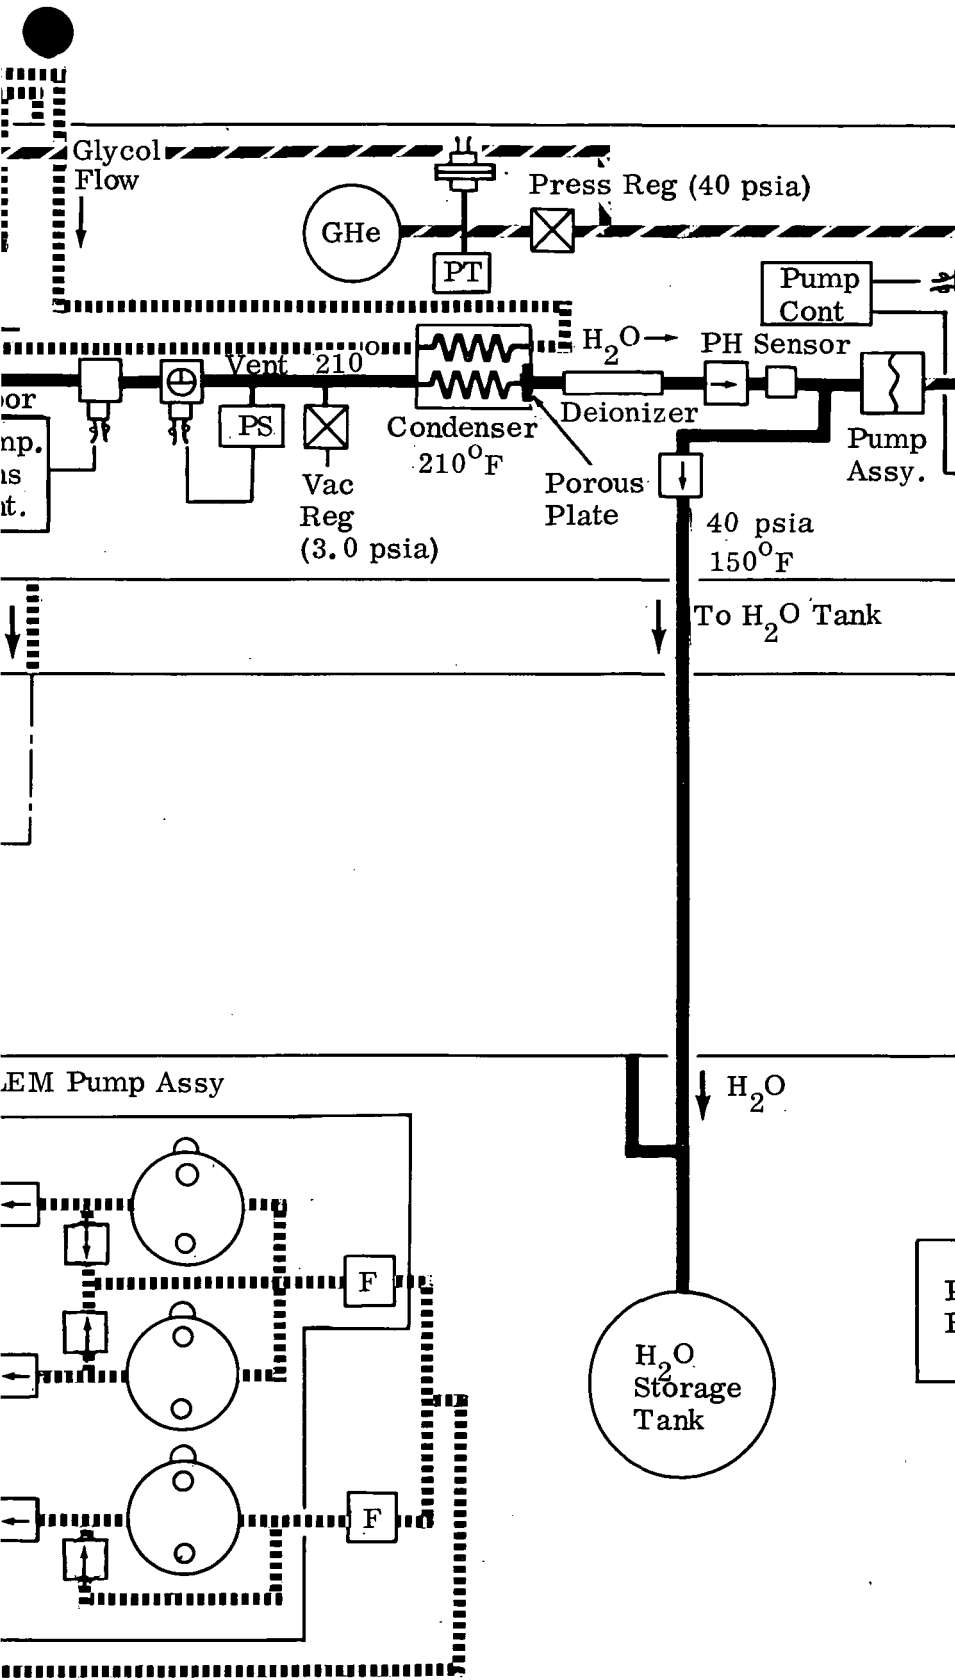 Glycol
Flow
Press Reg (40 psia)
GHe
PT
Pump
Cont
H2O
PH Sensor
Vent 210°
PS
Condenser
210°F
Deionizer
Pump
Assy.
Vac
Reg
(3.0 psia)
Porous
Plate
40 psia
150°F
To H2O Tank
EM Pump Assy
H2O
F
H2O
Storage
Tank
F